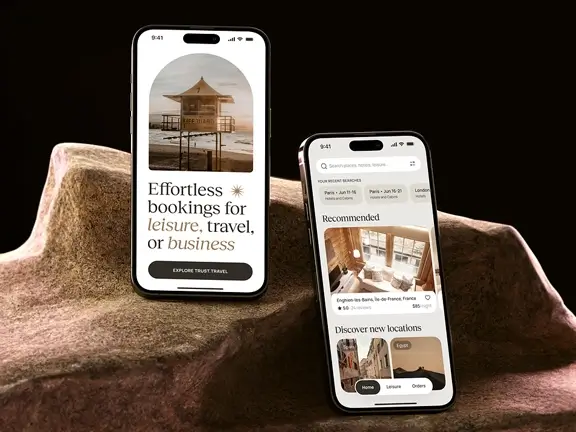 9:41
7
Effortless
bookings for
leisure, travel,
or business
EXPLORE TRUST.TRAVEL
9:41
Search places, hotels, leisure...
YOUR RECENT SEARCHES
Paris • Jun 11-16
Hotels and Cabins
Paris • Jun 16-21
Hotels and Cabins
London
Hotels
Recommended
Enghien-les-Bains, Île-de-France, France
5.0
reviews
$85/night
Discover new locations
Egypt
Home
Leisure
Orders